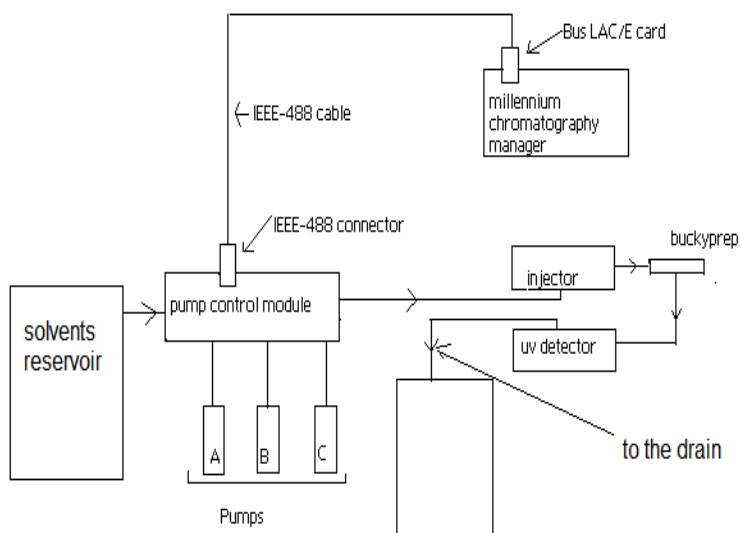 Bus LAC/E card
millennium
chromatography
manager
IEEE-488 cable
IEEE-488 connector
buckyprep
injector
pump control module
solvents
reservoir
uv detector
to the drain
A
B
C
Pumps